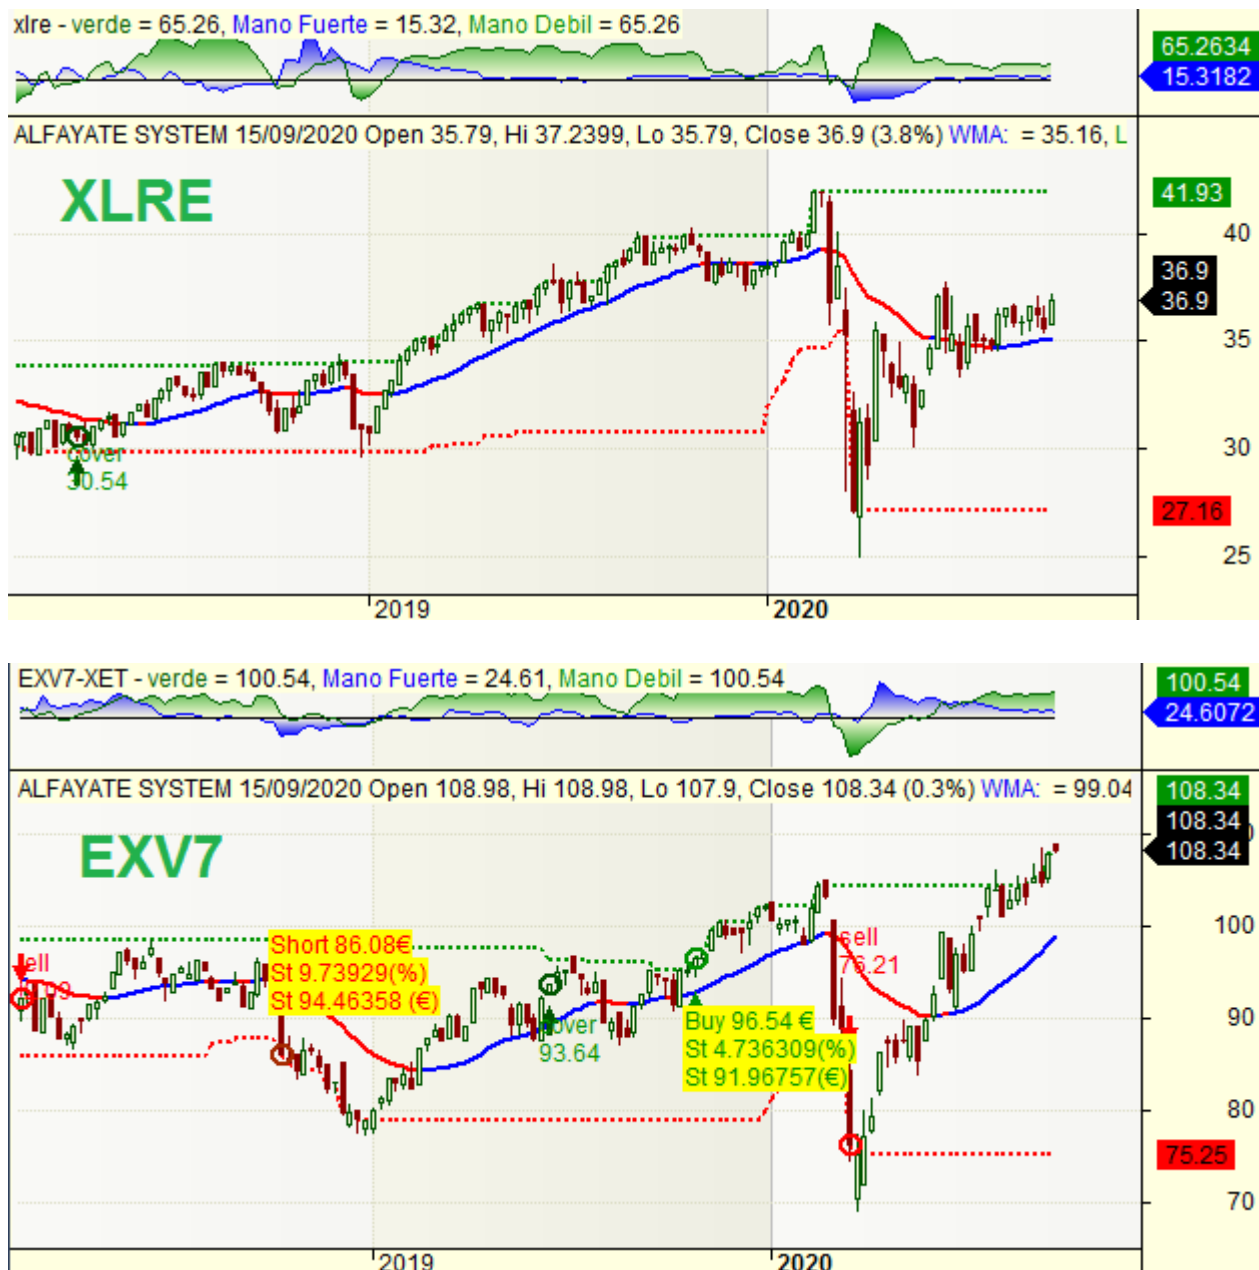 xlre - verde = 65.26, Mano Fuerte = 15.32, Mano Debil = 65.26
65.2634
15.3182
ALFAYATE SYSTEM 15/09/2020 Open 35.79, Hi 37.2399, Lo 35.79, Close 36.9 (3.8%) WMA: = 35.16, L
XLRE
41.93
40
36.9
36.9
35
cover
30.54
30
27.16
25
2019
2020
EXV7-XET - verde = 100.54, Mano Fuerte = 24.61, Mano Debil = 100.54
100.54
24.6072
ALFAYATE SYSTEM 15/09/2020 Open 108.98, Hi 108.98, Lo 107.9, Close 108.34 (0.3%) WMA: = 99.04
108.34
108.34
108.34
EXV7
100
Short 86.08€
St 9.73929(%)
St 94.46358 (€)
sell
76.21
ell
90
93.64
Buy 96.54 €
St 4.736309(%)
St 91.96757(€)
80
75.25
70
2019
2020